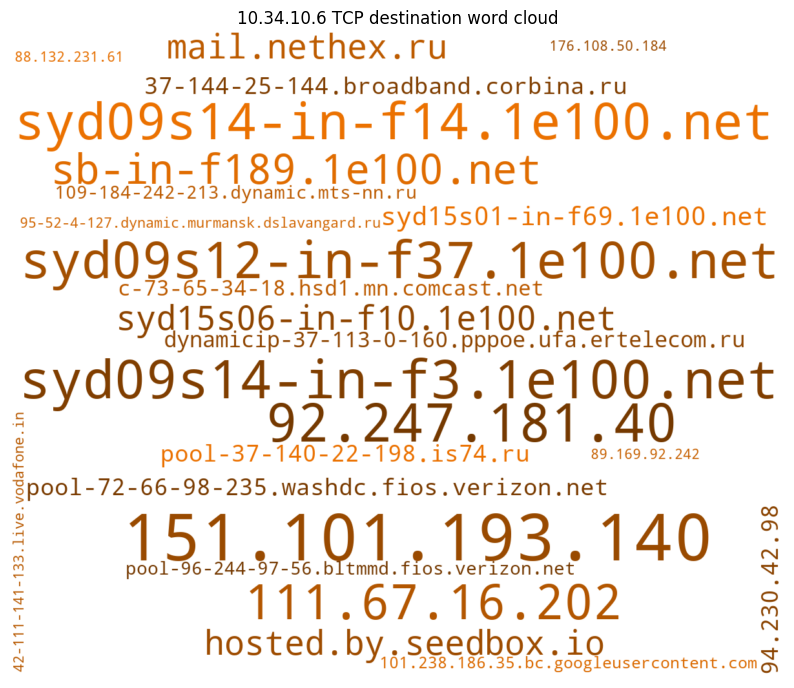 10.34.10.6 TCP destination word cloud
mail.nethex.ru
176.108.50.184
88.132.231.61
37-144-25-144.broadband.corbina.ru
syd09s14-in-f14.1e100.net
sb-in-f189.1e100.net
109-184-242-213.dynamic.mts-nn.ru
95-52-4-127.dynamic.murmansk.dslavangard.ru
syd15s01-in-f69.1e100.net
syd09s12-in-f37.1e100.net
c-73-65-34-18.hsd1.mn.comcast.net
syd15s06-in-f10.1e100.net
dynamicip-37-113-0-160.pppoe.ufa.ertelecom.ru
syd09s14-in-f3.1e100.net
92.247.181.40
pool-37-140-22-198.is74.ru
89.169.92.242
42-111-141-133.live.vodafone.in
pool-72-66-98-235.washdc.fios.verizon.net
151.101.193.140
pool-96-244-97-56.bltmmd.fios.verizon.net
111.67.16.202
94.230.42.98
hosted.by.seedbox.io
101.238.186.35.bc.googleusercontent.com